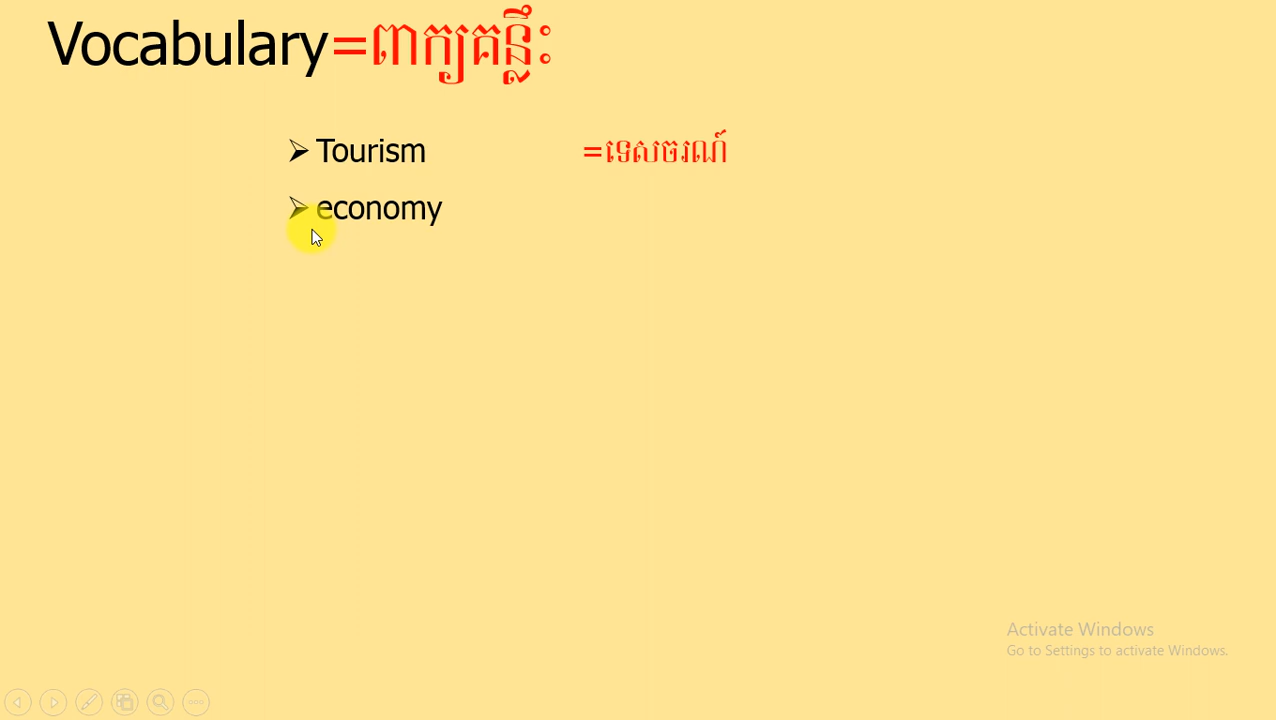 Vocabulary=ពាក្យគន្លឹះ
➢ Tourism =ទេសចរណ៍
➢ economy
Activate Windows
Go to Settings to activate Windows.